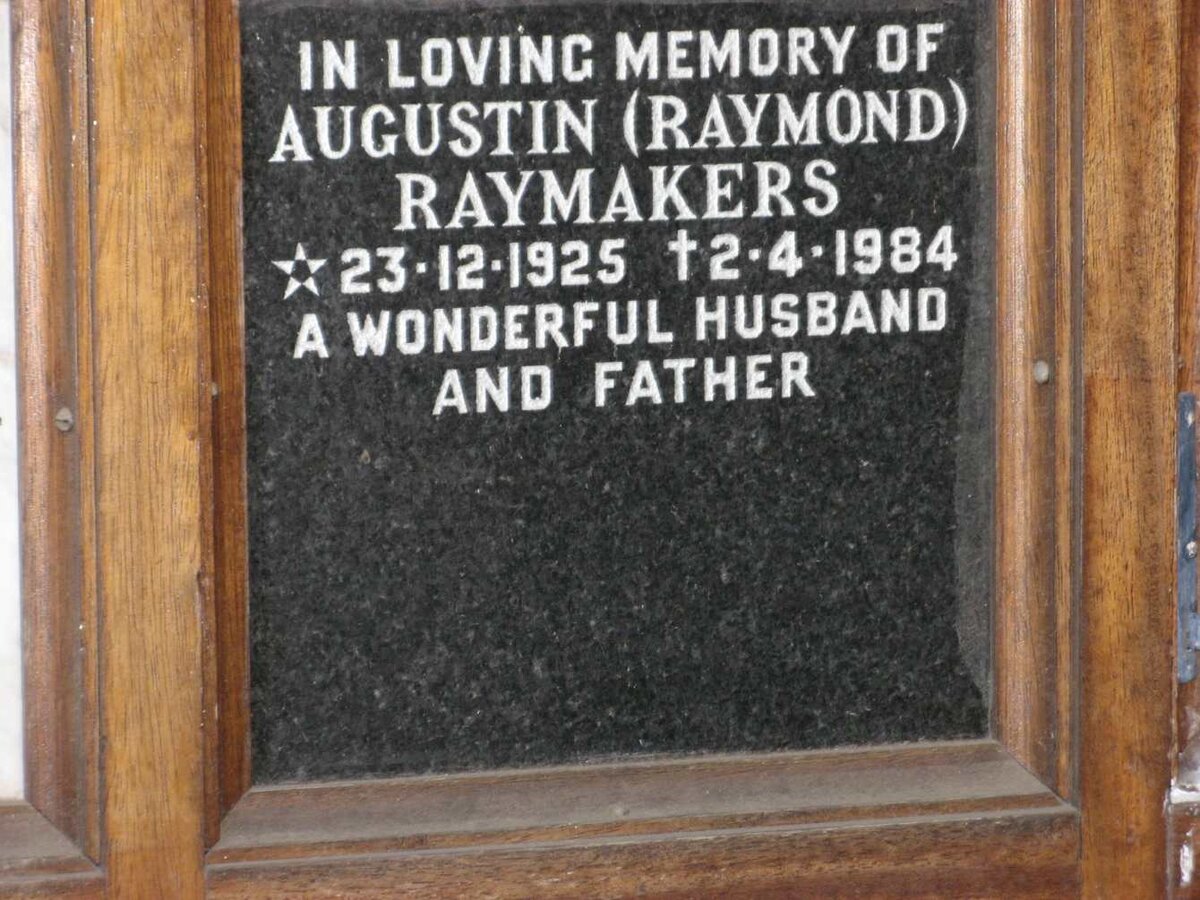 IN LOVING MEMORY OF
AUGUSTIN (RAYMOND)
RAYMAKERS
☆ 23·12·1925 †2·4·1984
A WONDERFUL HUSBAND
AND FATHER